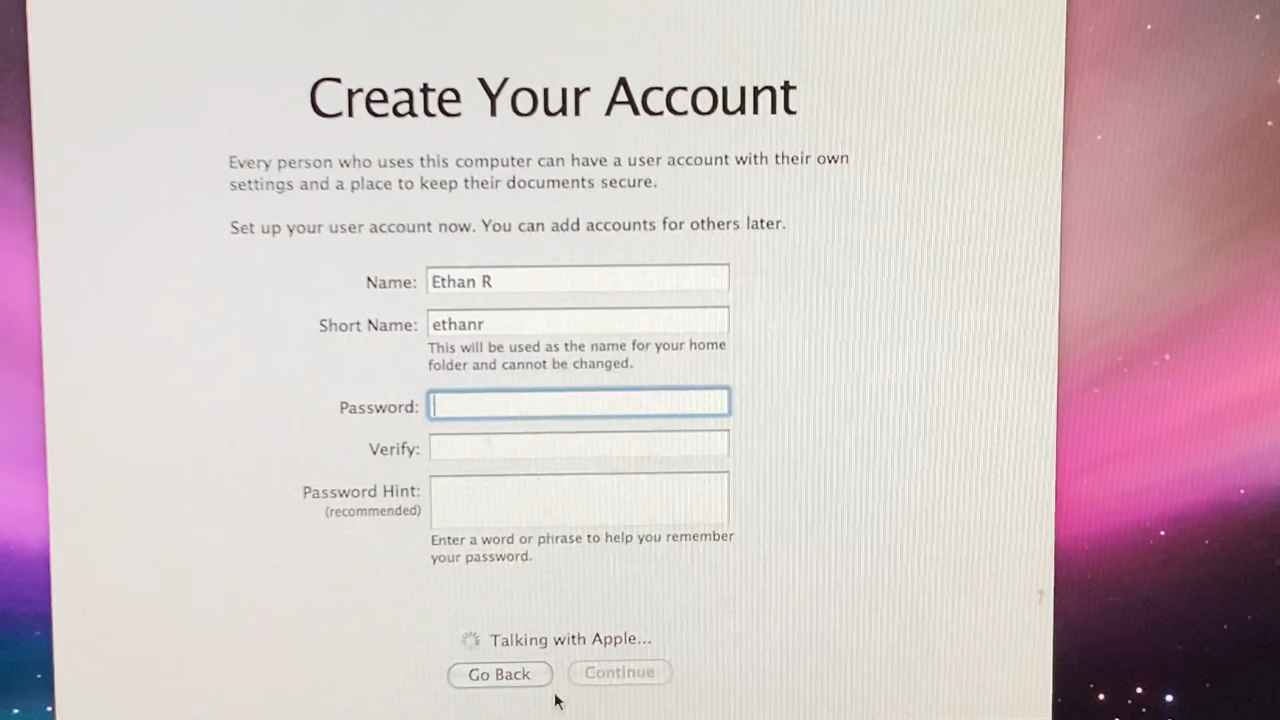 Create Your Account
Every person who uses this computer can have a user account with their own
settings and a place to keep their documents secure.
Set up your user account now. You can add accounts for others later.
Name: Ethan R
Short Name: ethanr
This will be used as the name for your home
folder and cannot be changed.
Password:
Verify:
Password Hint:
(recommended)
Enter a word or phrase to help you remember
your password.
Talking with Apple...
Go Back Continue